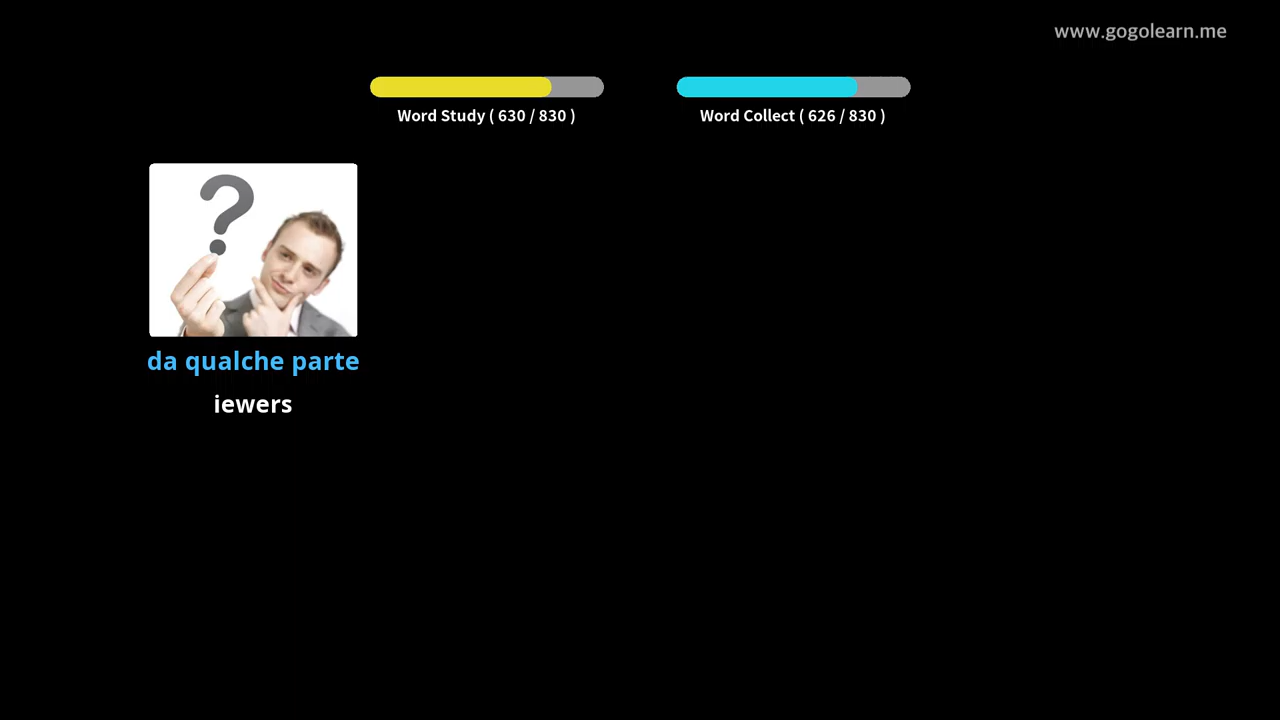 www.gogolearn.me
Word Study ( 630 / 830 )
Word Collect ( 626 / 830 )
?
da qualche parte
iewers